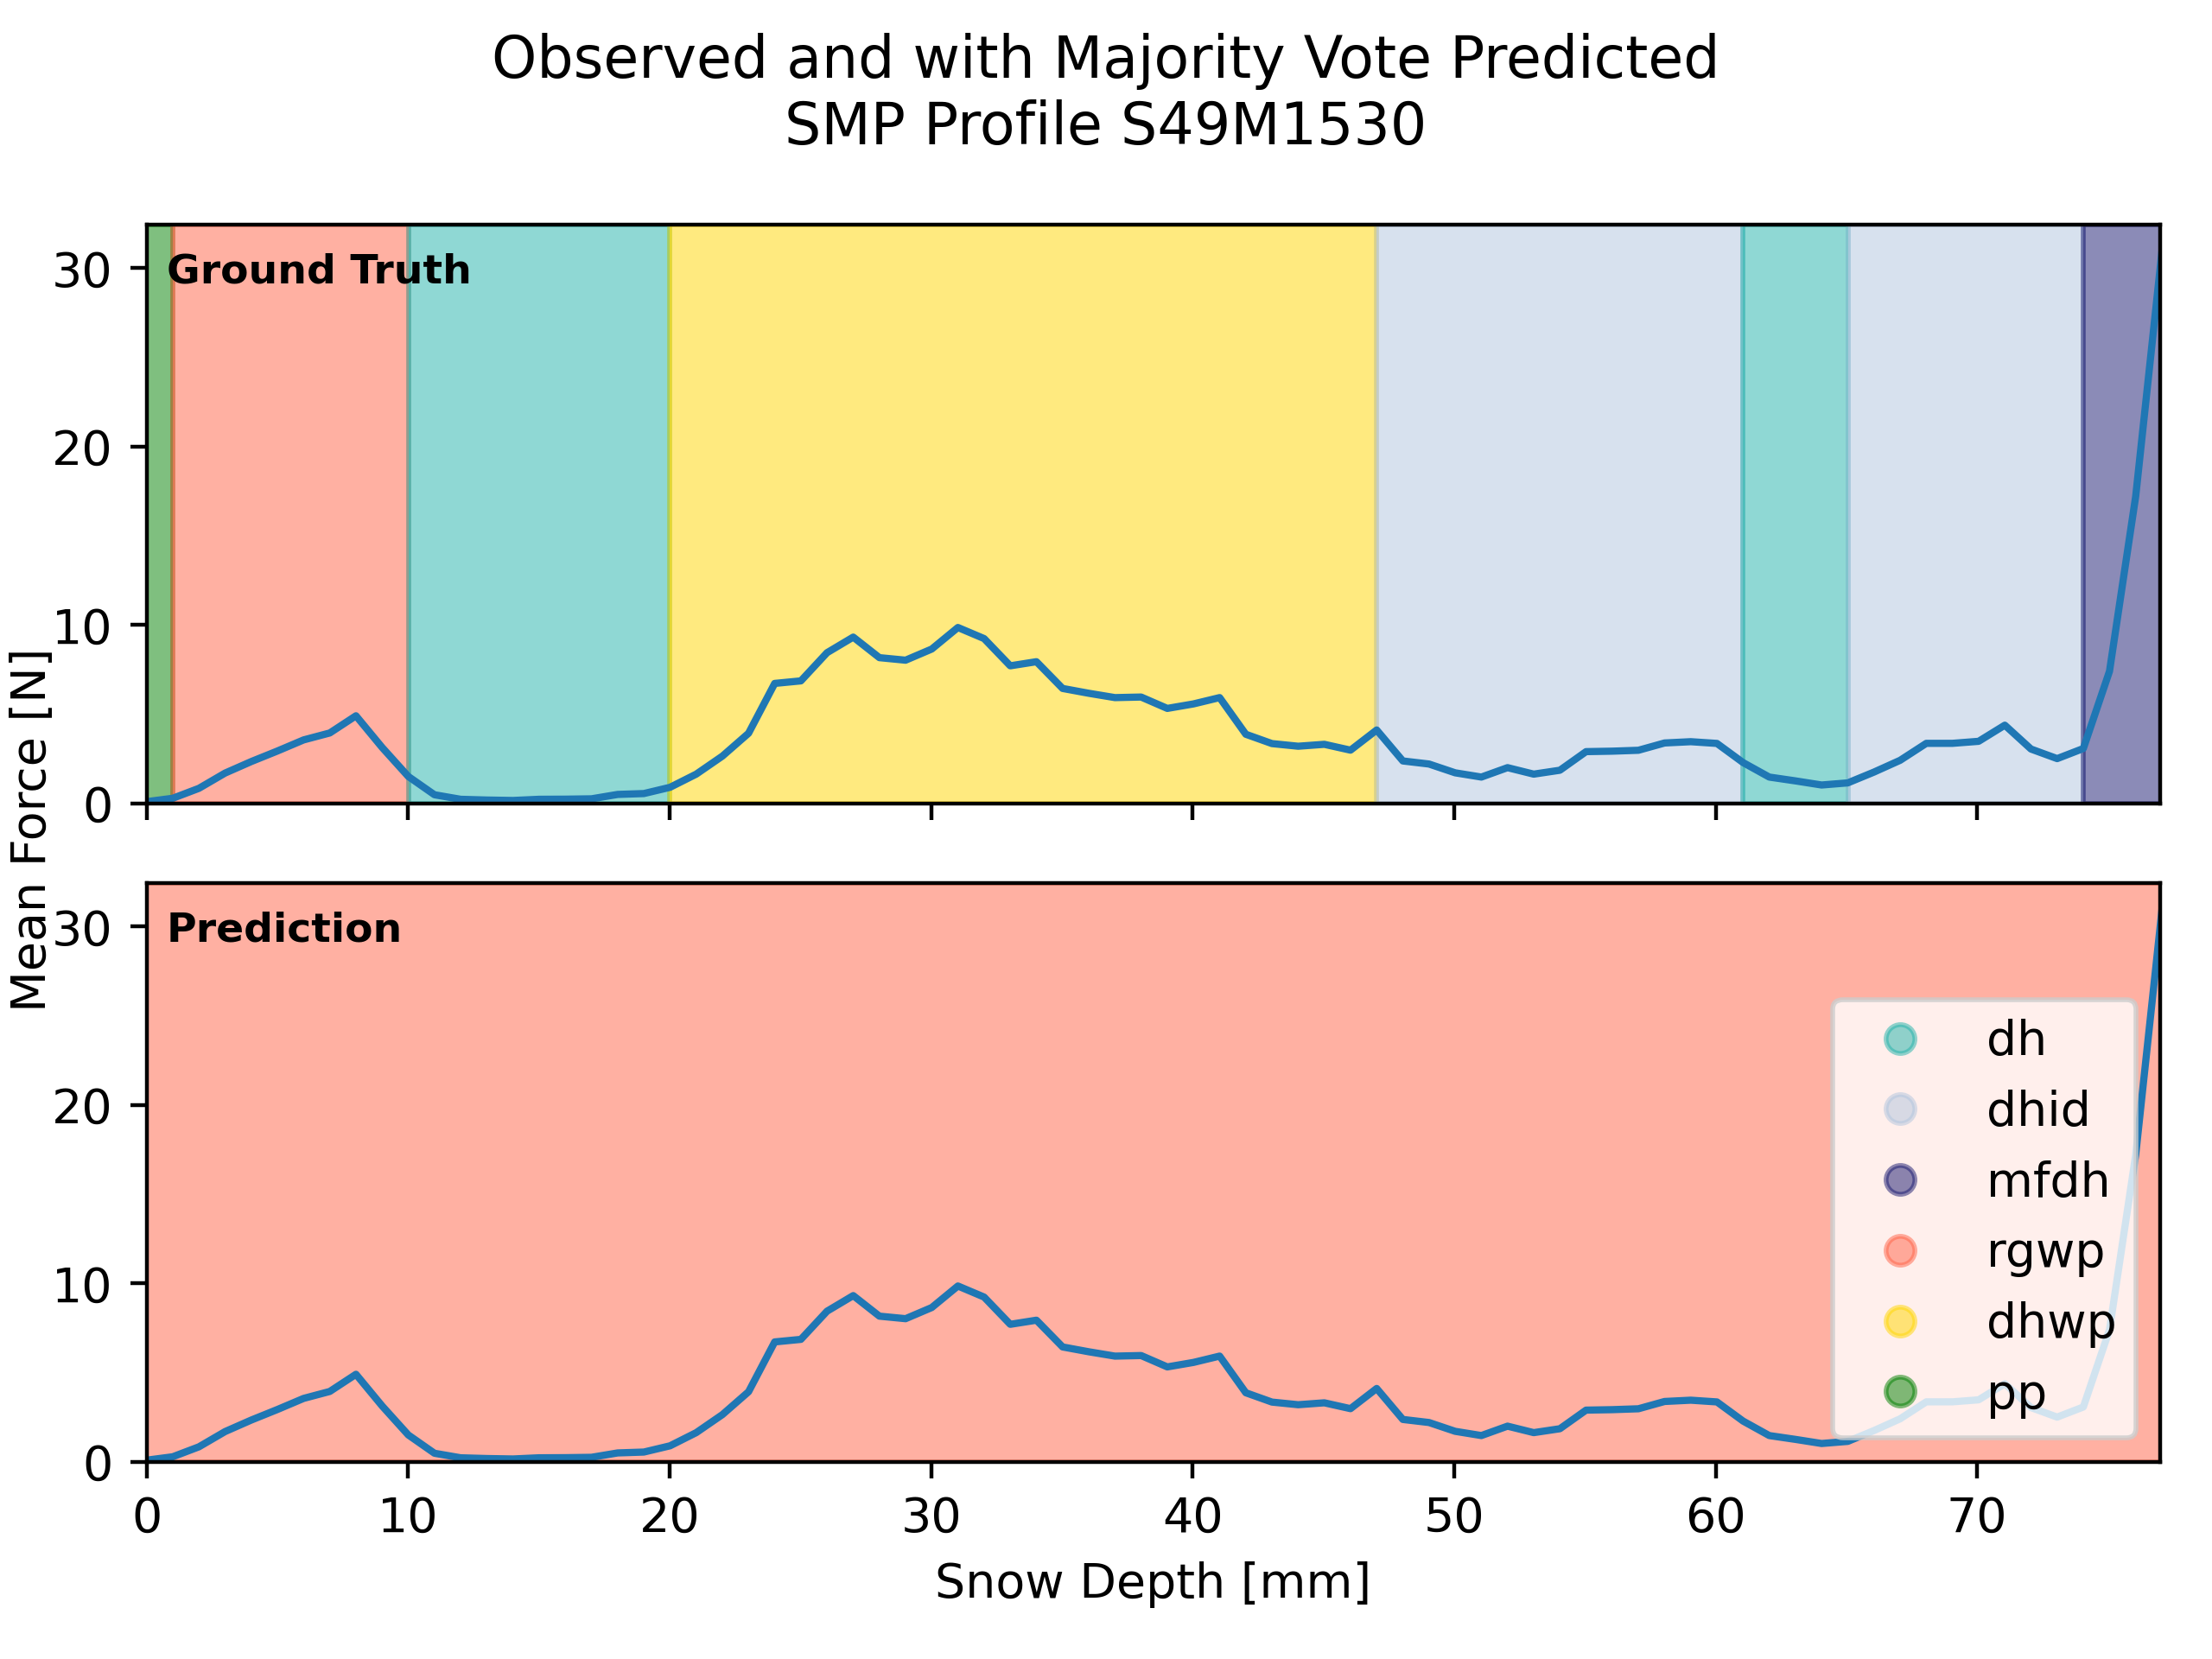 Observed and with Majority Vote Predicted
SMP Profile S49M1530
Mean Force [N]
30
20
10
0
Ground Truth
30
20
10
0
Prediction
dh
dhid
mfdh
rgwp
dhwp
pp
0 10 20 30 40 50 60 70
Snow Depth [mm]